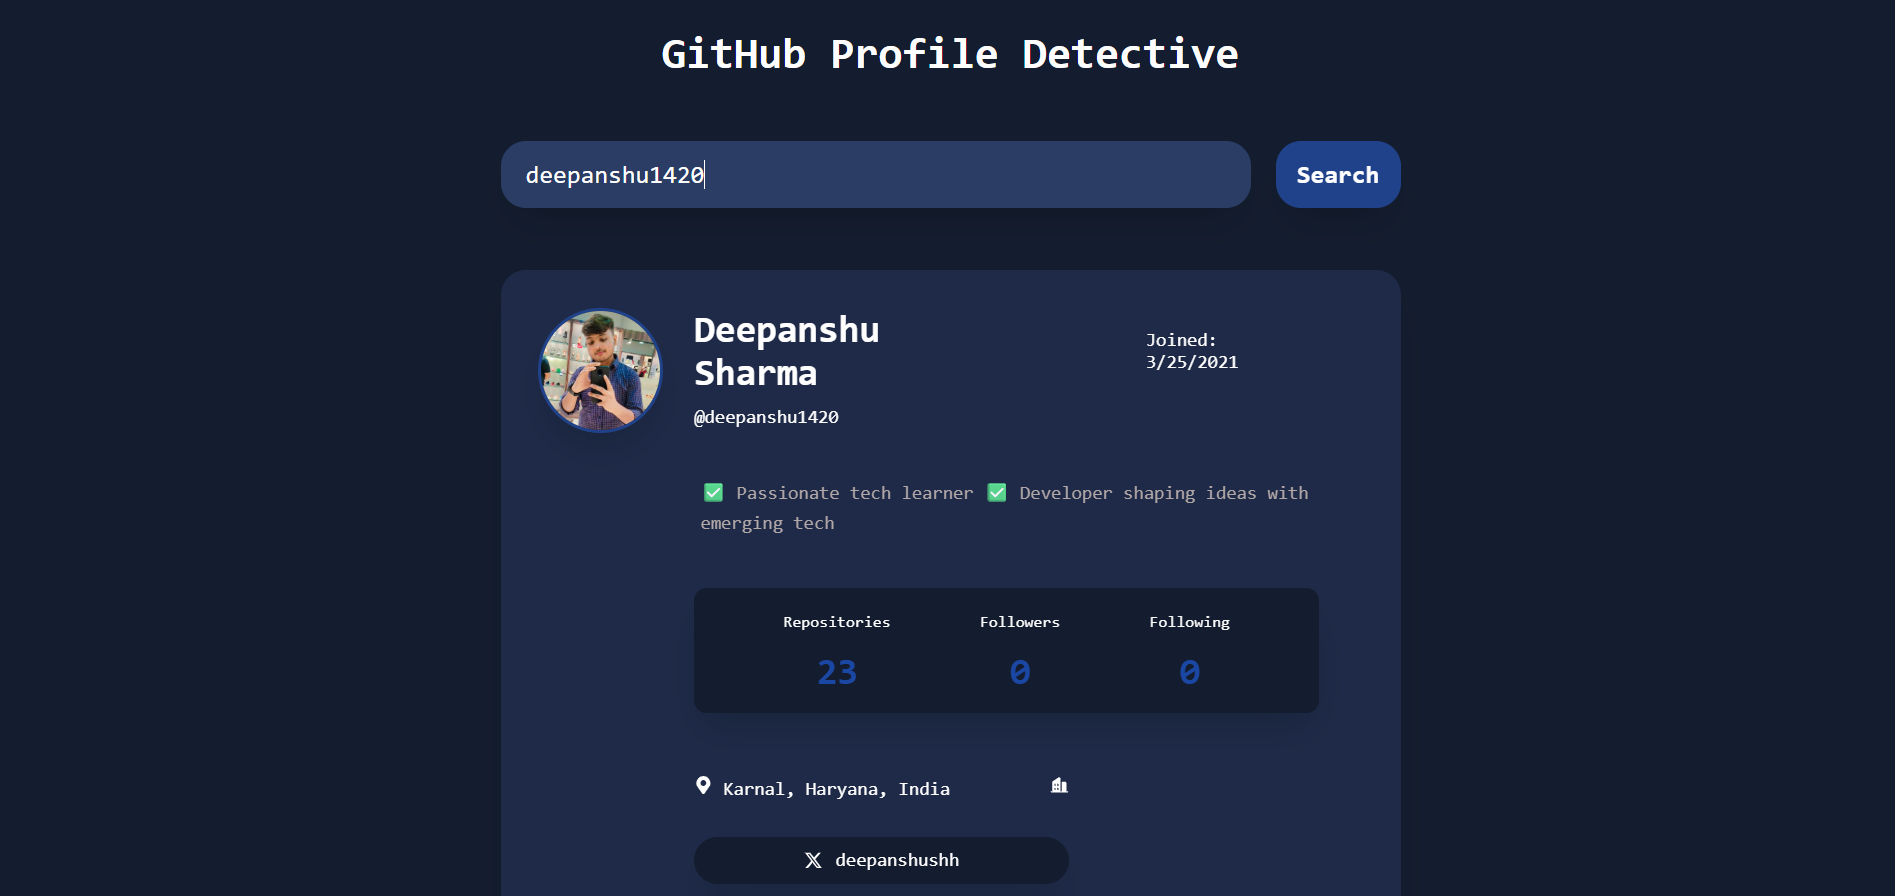 GitHub Profile Detective
deepanshu1420
Search
Deepanshu
Sharma
Joined:
3/25/2021
@deepanshu1420
✅ Passionate tech learner ✅ Developer shaping ideas with
emerging tech
Repositories Followers Following
23 0 0
Karnal, Haryana, India
deepanshushh